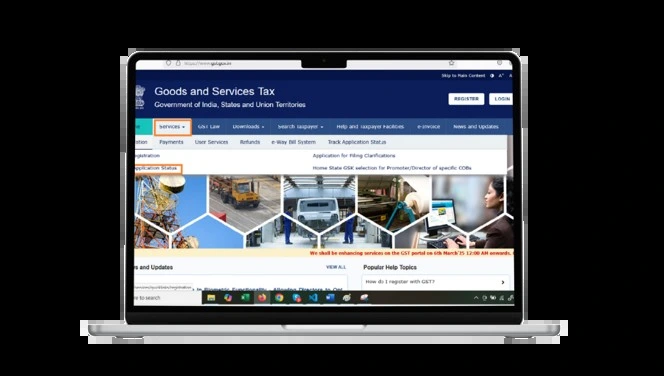 https://www.gst.gov.in
Skip to Main Content
Goods and Services Tax
Government of India, States and Union Territories
REGISTER
LOGIN
Services
GST Law
Downloads
Search Taxpayer
Help and Taxpayer Facilities
e-Invoice
News and Updates
Payments
User Services
Refunds
e-Way Bill System
Track Application Status
Application for Filing Clarifications
Application Status
Home State GSK selection for Promoter/Director of specific COBs
We shall be enhancing services on the GST portal on 6th March'25 12:00 AM onwards.
and Updates
VIEW ALL
Popular Help Topics
in Biometric Functionality: Allowing Directors to Opt
How do I register with GST?
to search